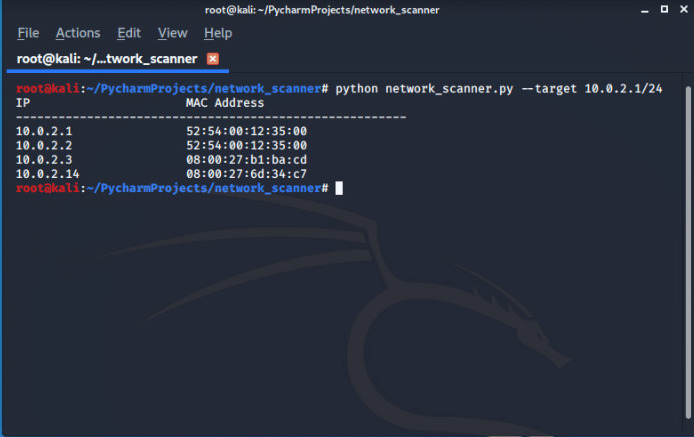 root@kali: ~/PycharmProjects/network_scanner
File Actions Edit View Help
root@kali: ~/...twork_scanner
root@kali:~/PycharmProjects/network_scanner# python network_scanner.py --target 10.0.2.1/24
IP MAC Address
-------------------------------------------------------
10.0.2.1 52:54:00:12:35:00
10.0.2.2 52:54:00:12:35:00
10.0.2.3 08:00:27:b1:ba:cd
10.0.2.14 08:00:27:6d:34:c7
root@kali:~/PycharmProjects/network_scanner#